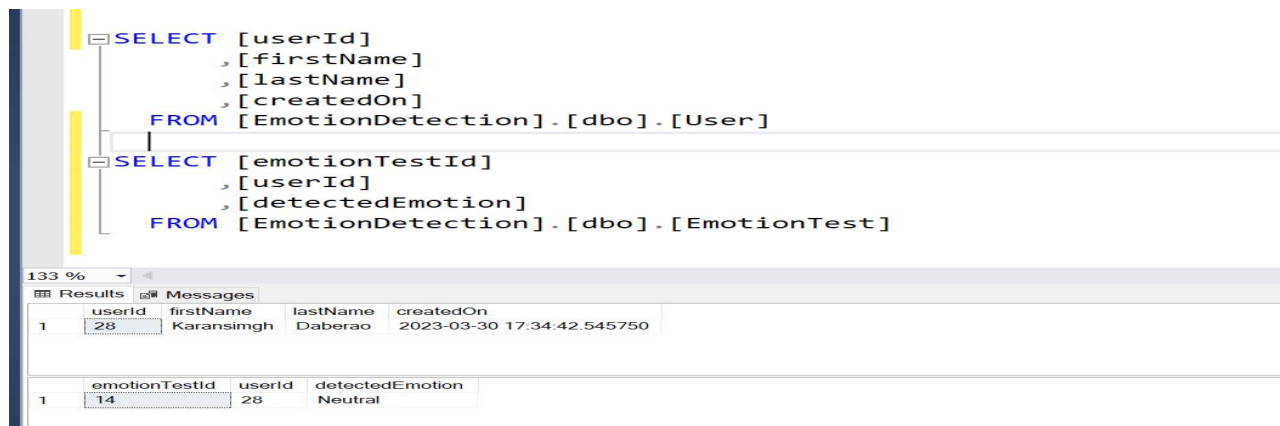 SELECT [userId]
,[firstName]
,[lastName]
,[createdOn]
FROM [EmotionDetection].[dbo].[User]
SELECT [emotionTestId]
,[userId]
,[detectedEmotion]
FROM [EmotionDetection].[dbo].[EmotionTest]
133 %
Results Messages
userId firstName lastName createdOn
1 28 Karansimgh Daberao 2023-03-30 17:34:42.545750
emotionTestId userId detectedEmotion
1 14 28 Neutral